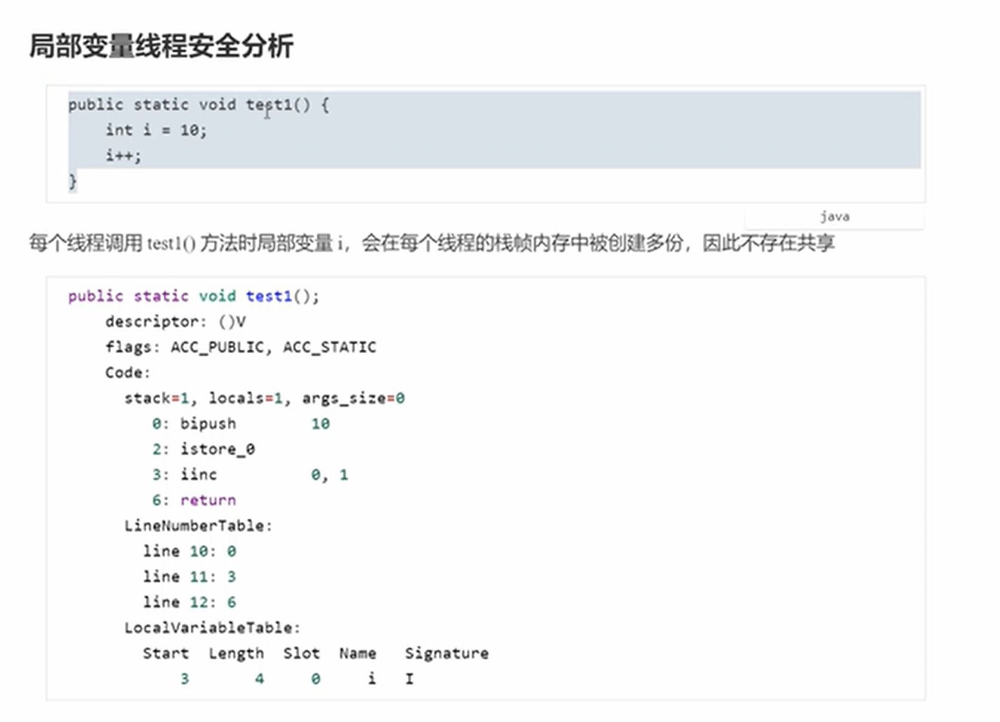 局部变量线程安全分析
public static void test1() {
    int i = 10;
    i++;
}
java
每个线程调用 test1() 方法时局部变量 i，会在每个线程的栈帧内存中被创建多份，因此不存在共享
public static void test1();
    descriptor: ()V
    flags: ACC_PUBLIC, ACC_STATIC
    Code:
      stack=1, locals=1, args_size=0
         0: bipush        10
         2: istore_0
         3: iinc          0, 1
         6: return
      LineNumberTable:
        line 10: 0
        line 11: 3
        line 12: 6
      LocalVariableTable:
        Start  Length  Slot  Name   Signature
            3       4     0     i   I